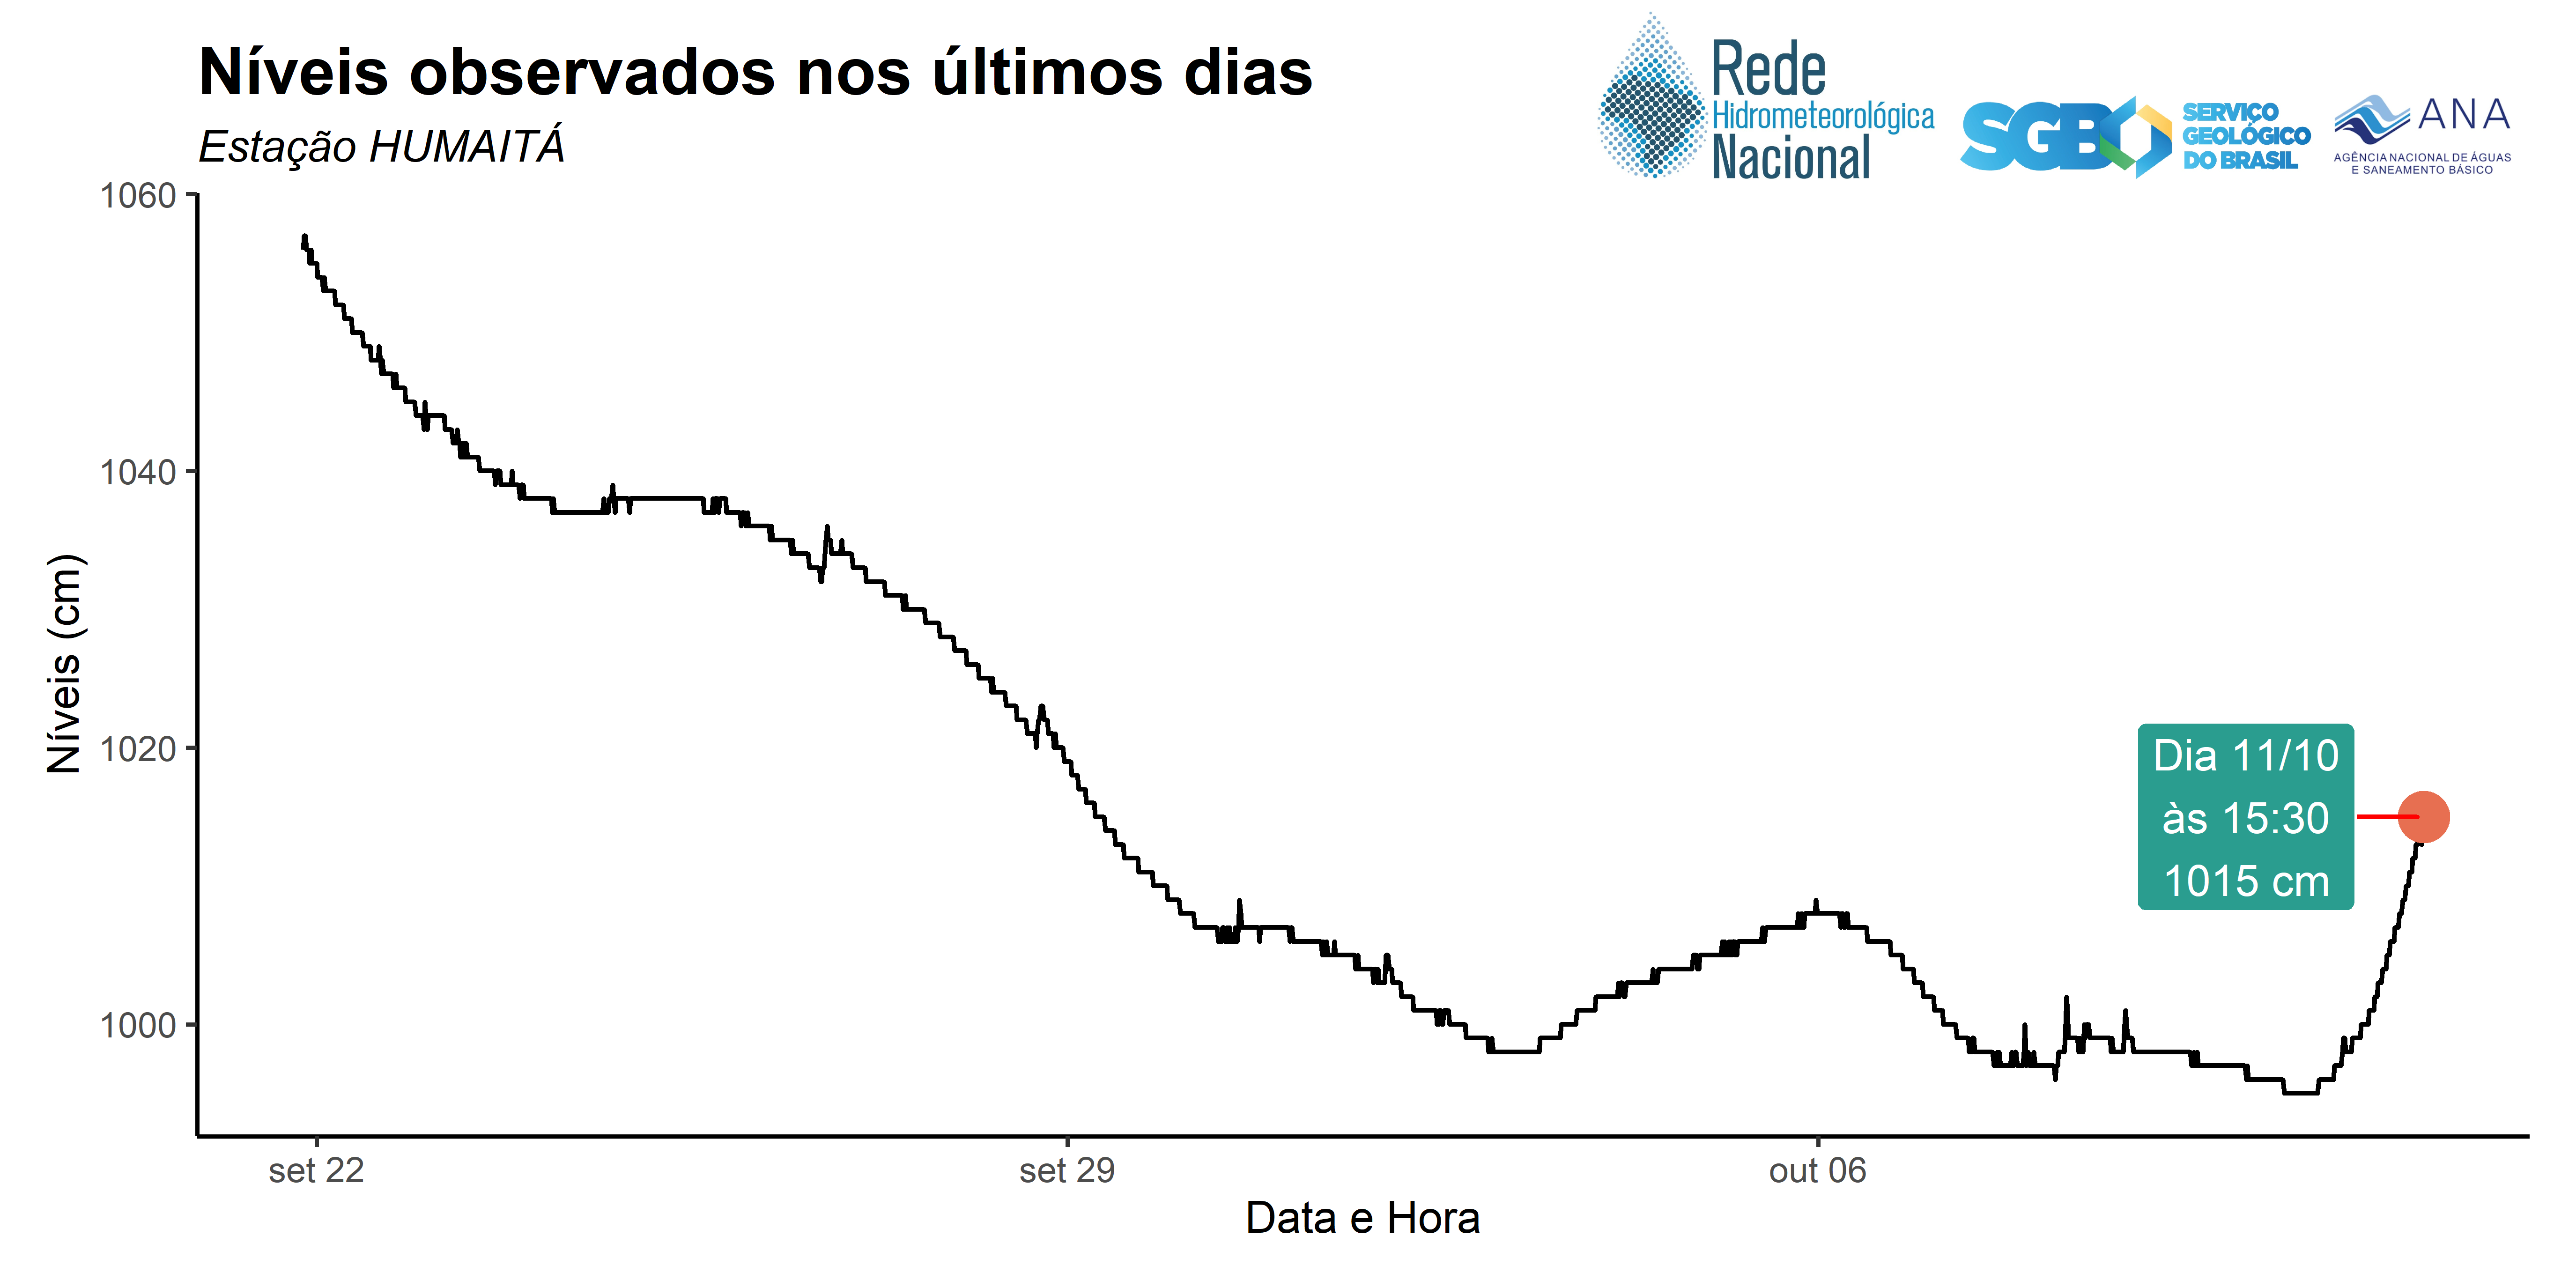 Níveis observados nos últimos dias
Estação HUMAITÁ
Rede
Hidrometeorológica
Nacional
SGB
SERVIÇO
GEOLÓGICO
DO BRASIL
ANA
AGÊNCIA NACIONAL DE ÁGUAS
E SANEAMENTO BÁSICO
Níveis (cm)
1060
1040
1020
1000
Dia 11/10
às 15:30
1015 cm
set 22
set 29
out 06
Data e Hora